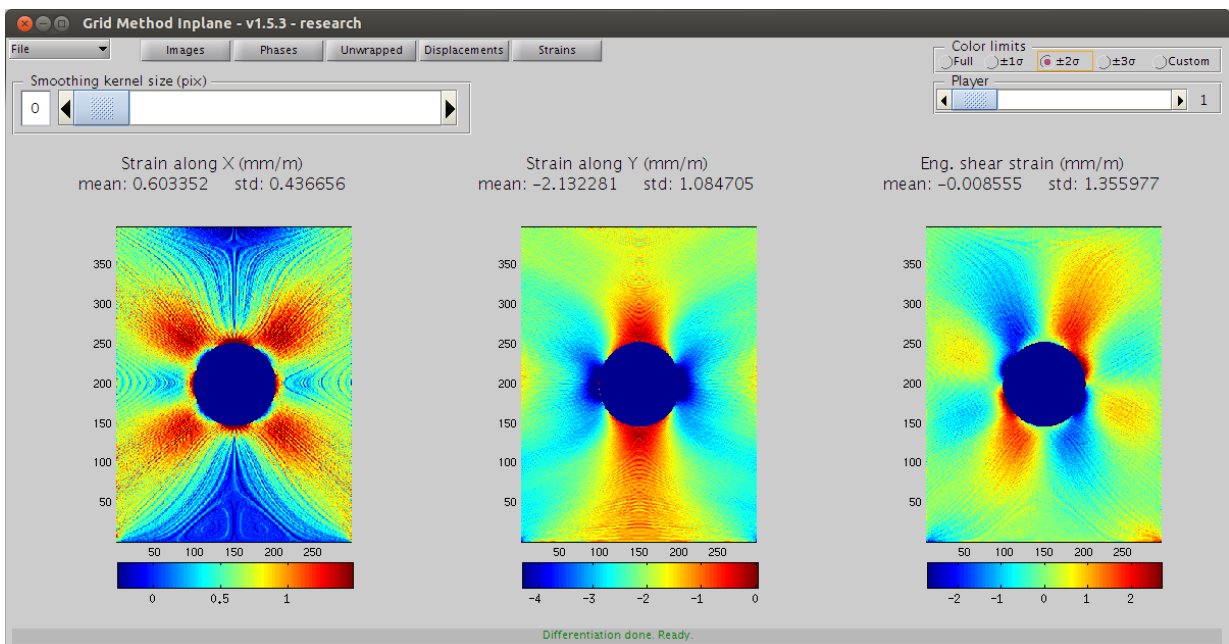 Grid Method Inplane - v1.5.3 - research
File Images Phases Unwrapped Displacements Strains
Color limits
Full ±1σ ±2σ ±3σ Custom
Smoothing kernel size (pix)
0
Player
1
Strain along X (mm/m)
mean: 0.603352 std: 0.436656
Strain along Y (mm/m)
mean: −2.132281 std: 1.084705
Eng. shear strain (mm/m)
mean: −0.008555 std: 1.355977
350
300
250
200
150
100
50
50 100 150 200 250
0 0.5 1
350
300
250
200
150
100
50
50 100 150 200 250
−4 −3 −2 −1 0
350
300
250
200
150
100
50
50 100 150 200 250
−2 −1 0 1 2
Differentiation done. Ready.